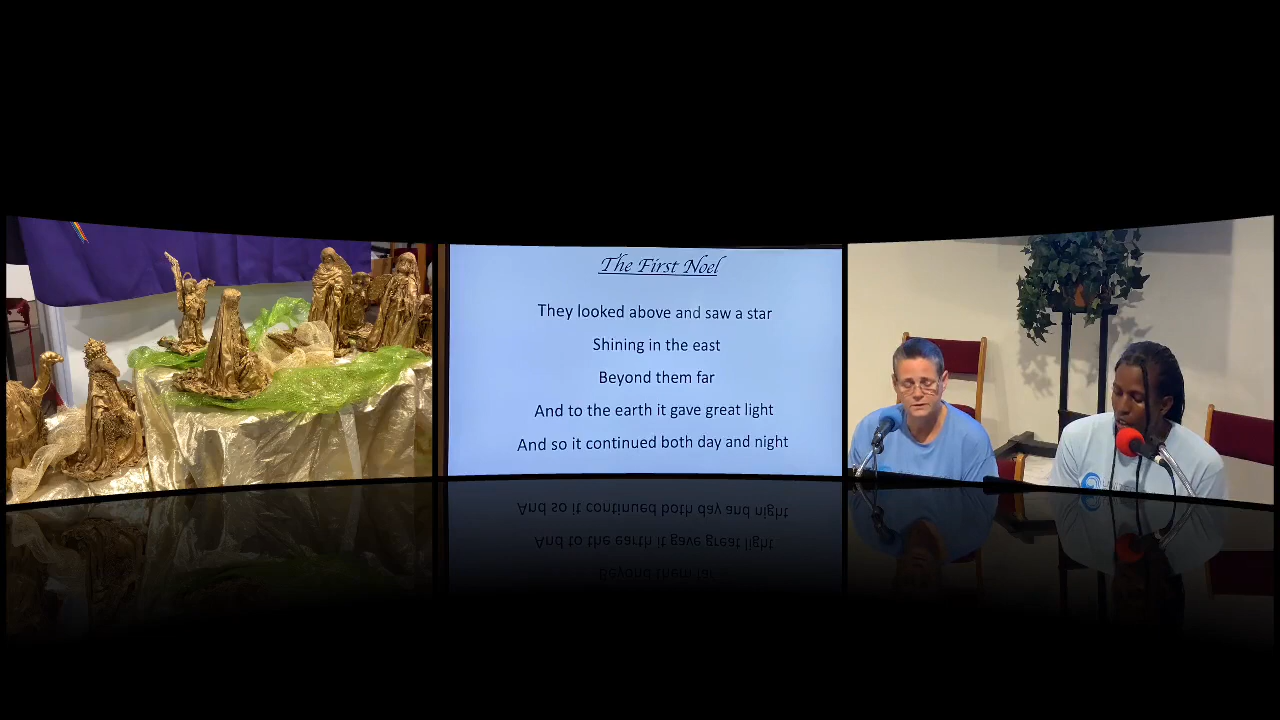 The First Noel
They looked above and saw a star
Shining in the east
Beyond them far
And to the earth it gave great light
And so it continued both day and night